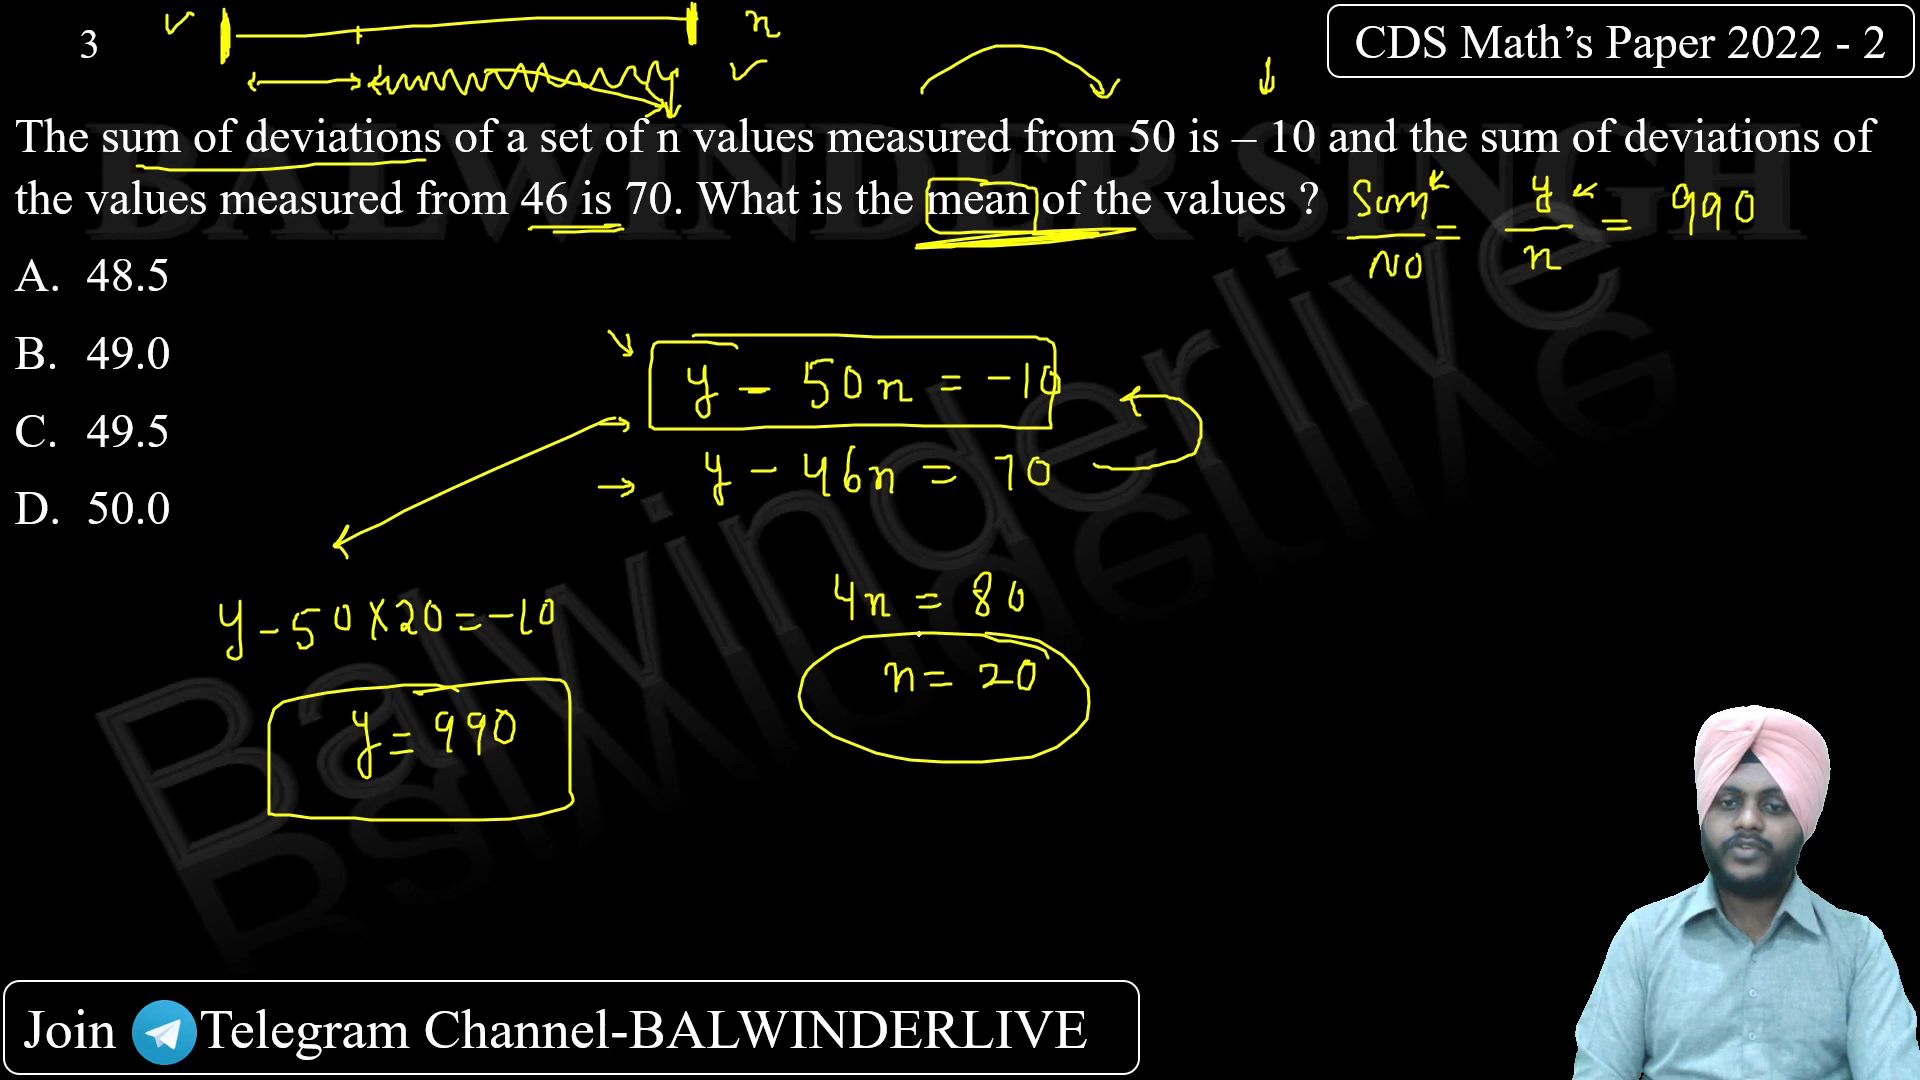 3
n
CDS Math's Paper 2022 - 2
The sum of deviations of a set of n values measured from 50 is – 10 and the sum of deviations of
the values measured from 46 is 70. What is the mean of the values ?
Sum/NO = y/n = 990
A. 48.5
B. 49.0
C. 49.5
D. 50.0
y - 50n = -10
y - 46n = 70
4n = 80
n = 20
y - 50 x 20 = -10
y = 990
BALWINDER SINGH
Balwinderlive
Join Telegram Channel-BALWINDERLIVE